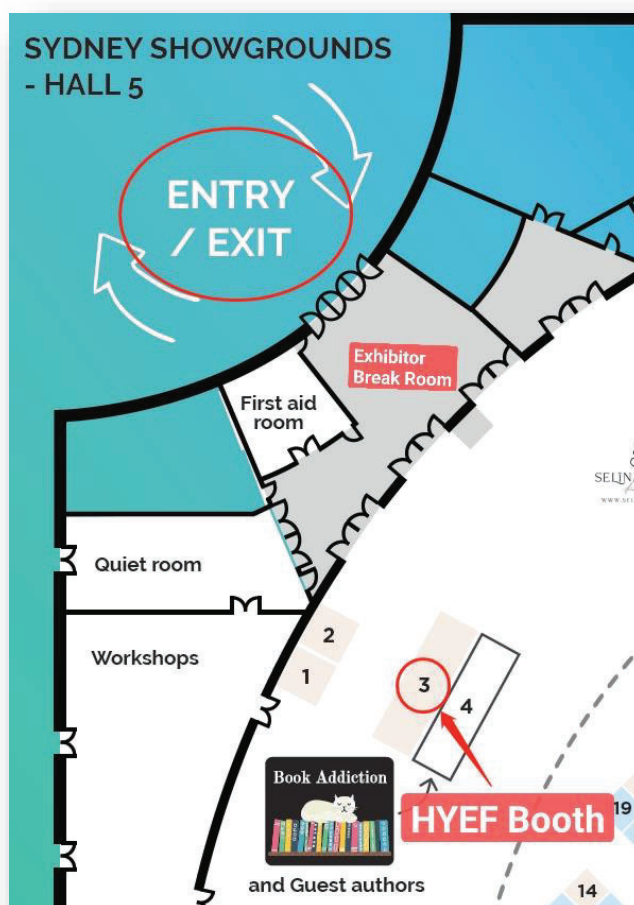 SYDNEY SHOWGROUNDS
- HALL 5
ENTRY
/ EXIT
Exhibitor
Break Room
First aid
room
Quiet room
Workshops
2
1
3
4
Book Addiction
HYEF Booth
and Guest authors
19
14